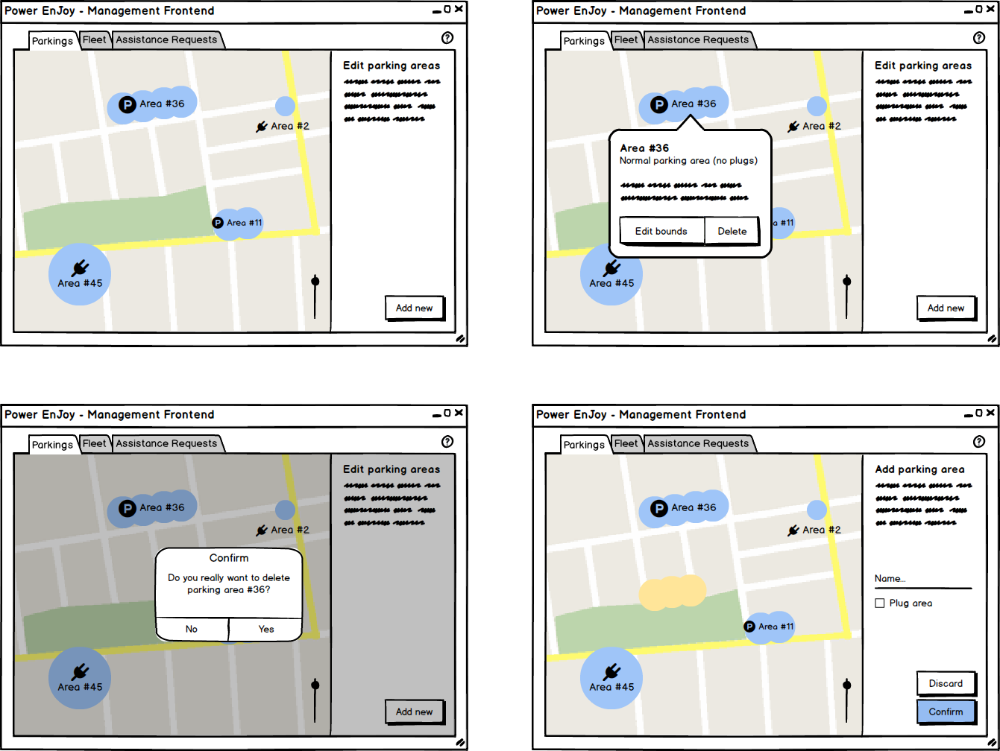 Power EnJoy - Management Frontend
Parkings Fleet Assistance Requests ?
Edit parking areas
P Area #36
Area #2
P Area #11
Area #45
Add new
Power EnJoy - Management Frontend
Parkings Fleet Assistance Requests ?
Edit parking areas
P Area #36
Area #2
Area #36
Normal parking area (no plugs)
Edit bounds Delete
a #11
Area #45
Add new
Power EnJoy - Management Frontend
Parkings Fleet Assistance Requests ?
Edit parking areas
P Area #36
Area #2
Confirm
Do you really want to delete
parking area #36?
No Yes
Area #45
Add new
Power EnJoy - Management Frontend
Parkings Fleet Assistance Requests ?
Add parking area
P Area #36
Area #2
Name...
Plug area
P Area #11
Area #45
Discard
Confirm